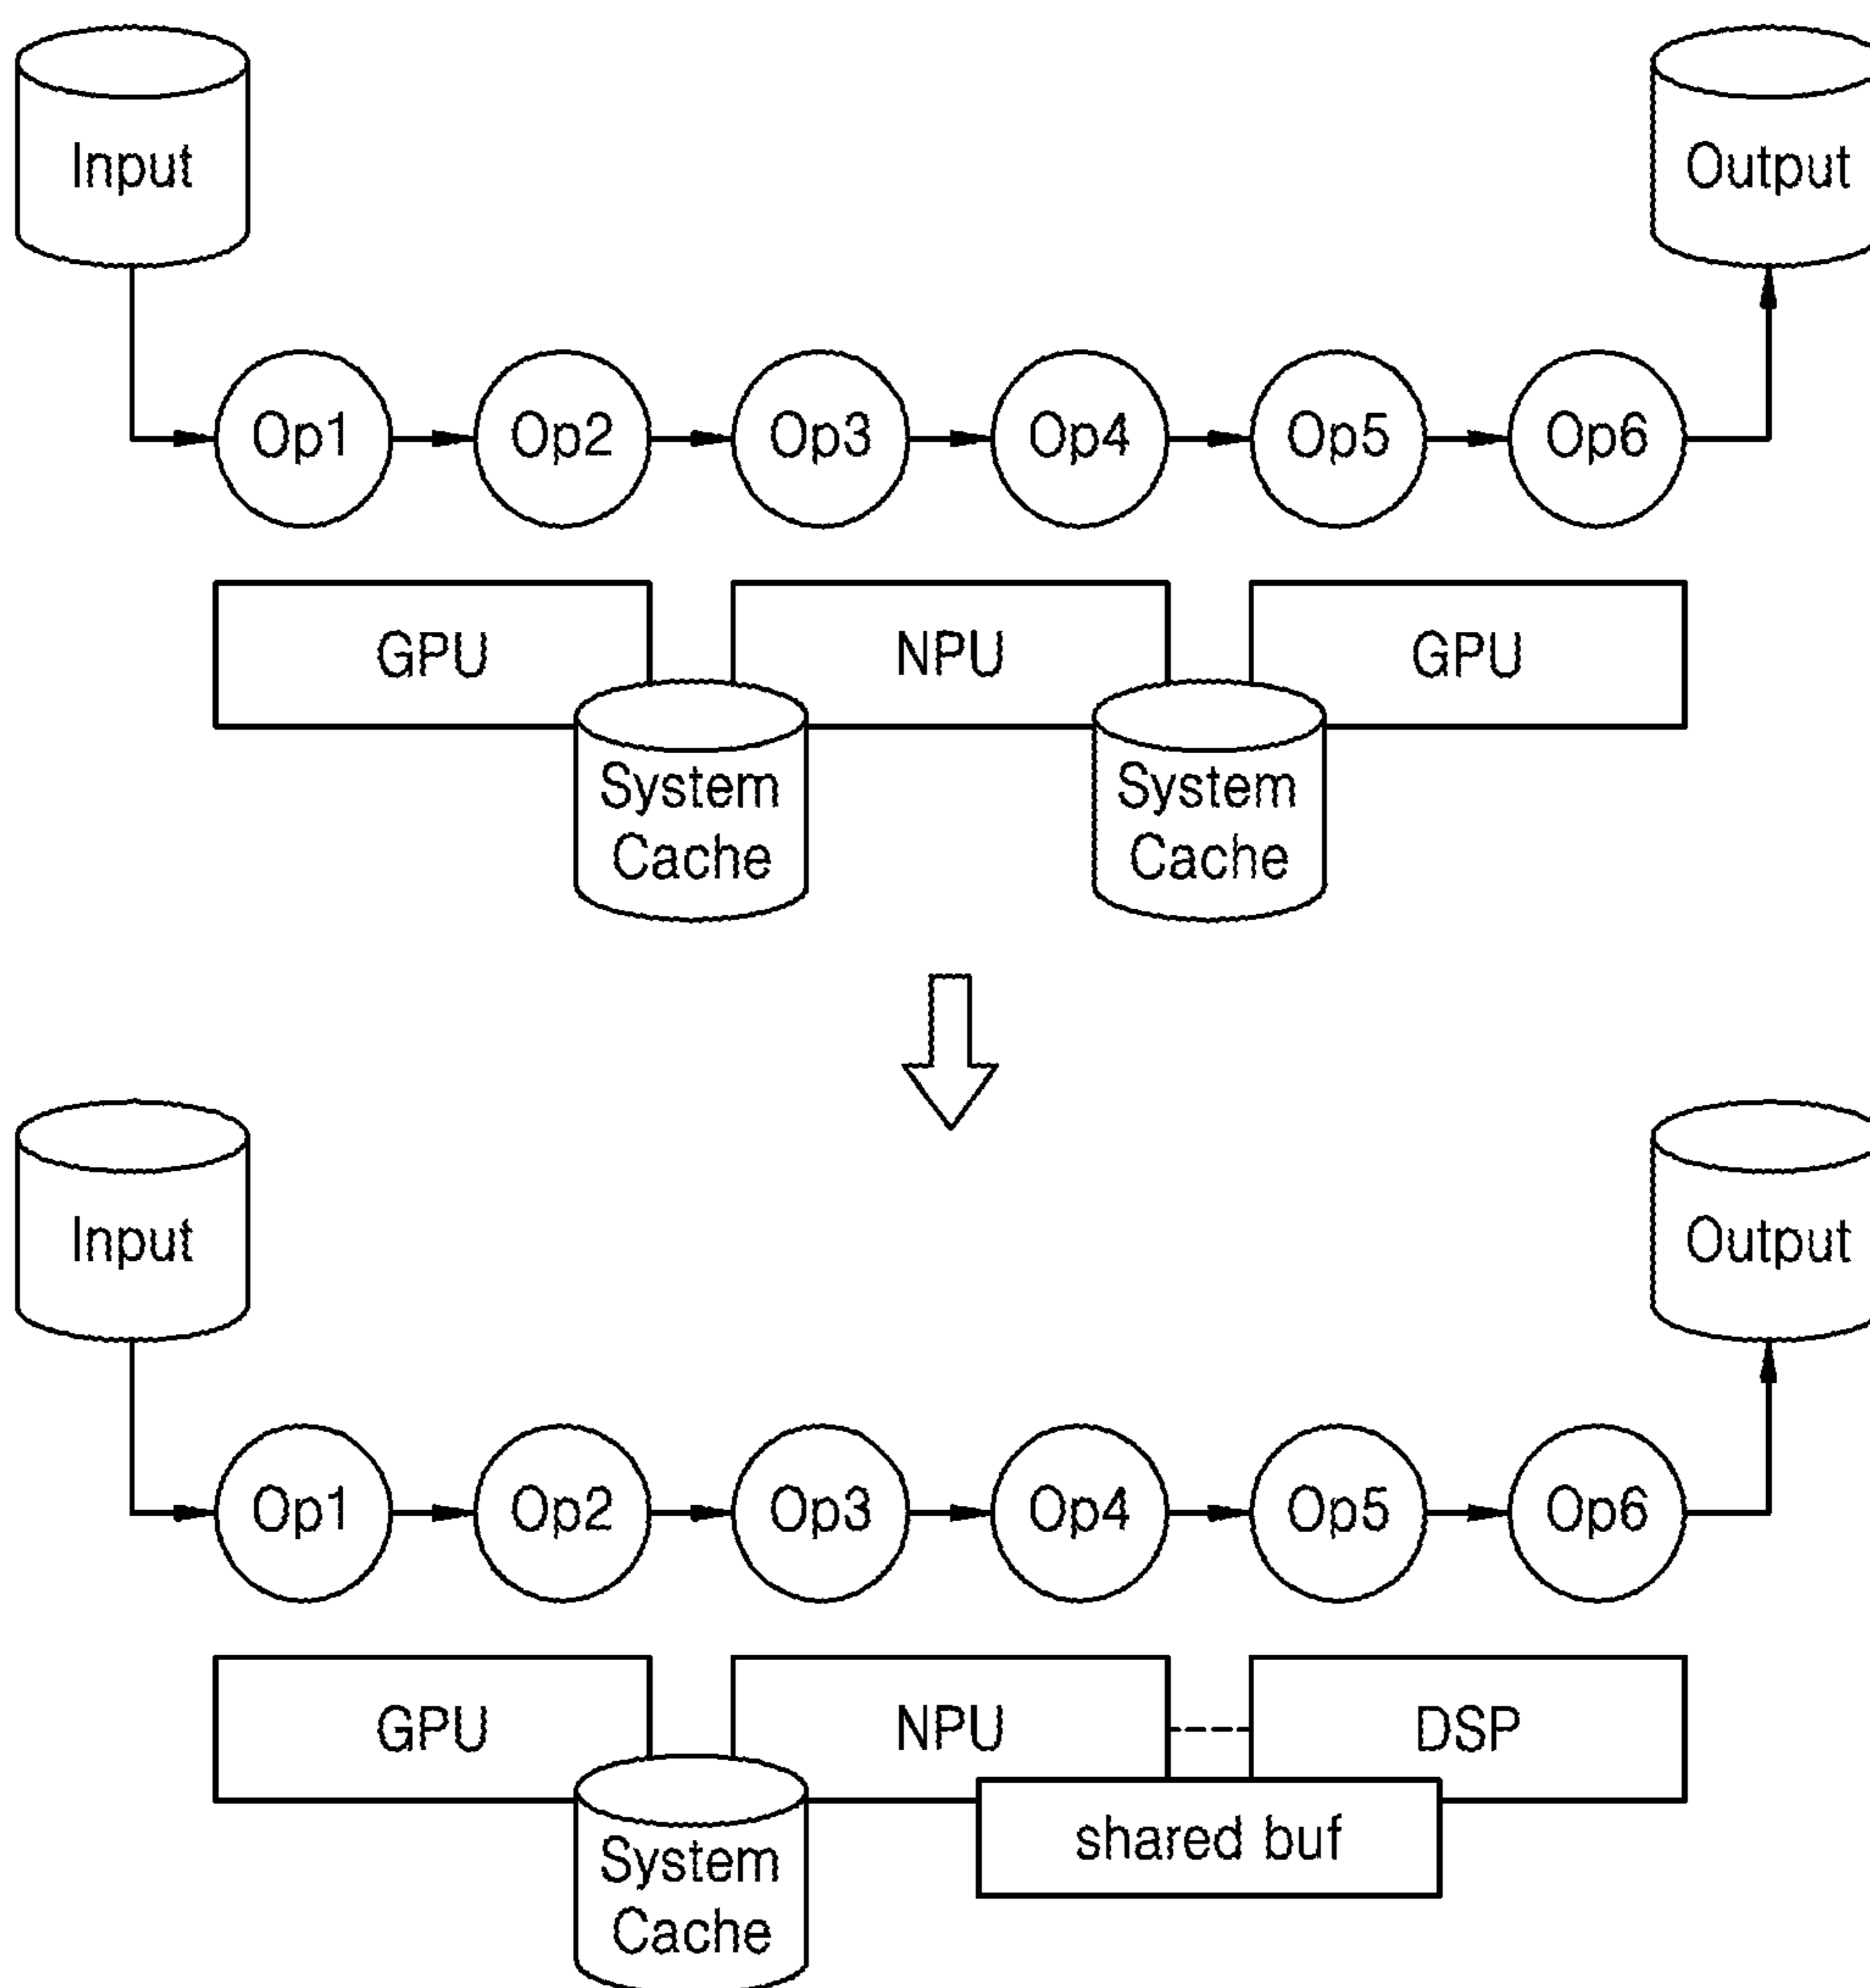 Input
Output
Op1 Op2 Op3 Op4 Op5 Op6
GPU NPU GPU
System
Cache
System
Cache
Input
Output
Op1 Op2 Op3 Op4 Op5 Op6
GPU NPU DSP
shared buf
System
Cache